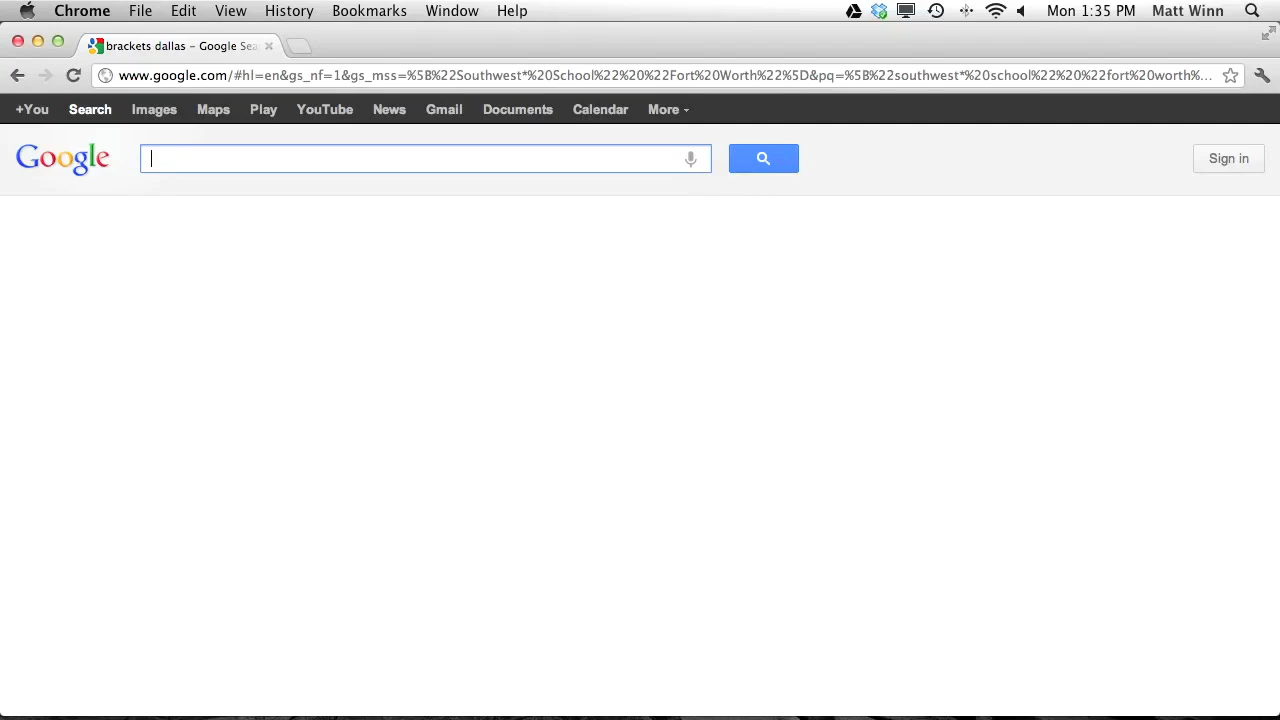 Chrome File Edit View History Bookmarks Window Help Mon 1:35 PM Matt Winn
brackets dallas - Google Sea
www.google.com/#hl=en&gs_nf=1&gs_mss=%5B%22Southwest*%20School%22%20%22Fort%20Worth%22%5D&pq=%5B%22southwest*%20school%22%20%22fort%20worth%...
+You Search Images Maps Play YouTube News Gmail Documents Calendar More
Google Sign in